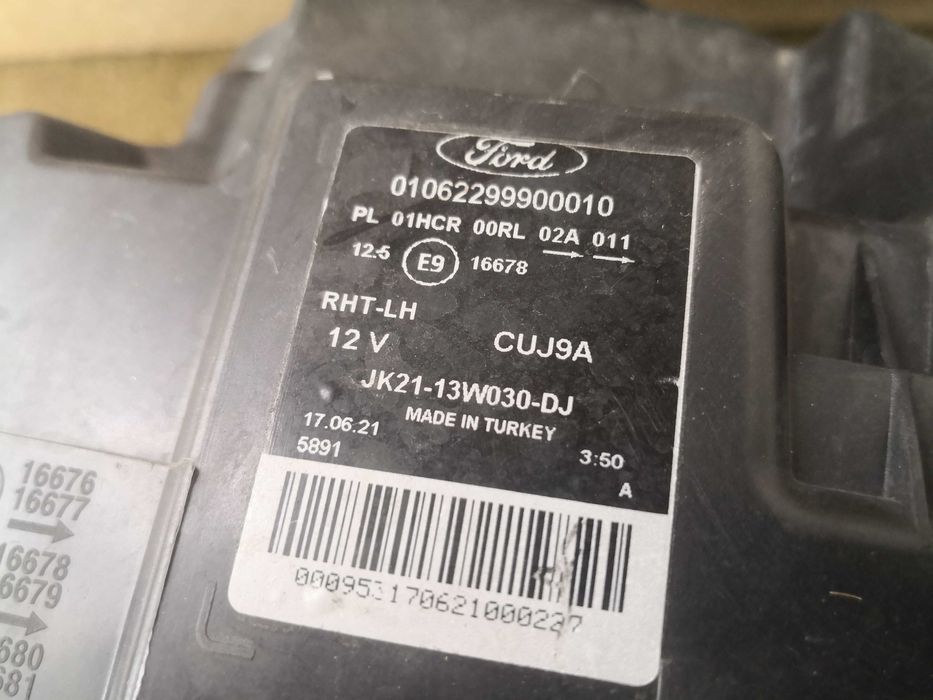 Ford
01062299900010
PL 01HCR 00RL 02A 011
12.5 E9 16678
RHT-LH
12 V CUJ9A
JK21-13W030-DJ
MADE IN TURKEY
17.06.21
5891 3:50
A
16676
16677
16678
16679